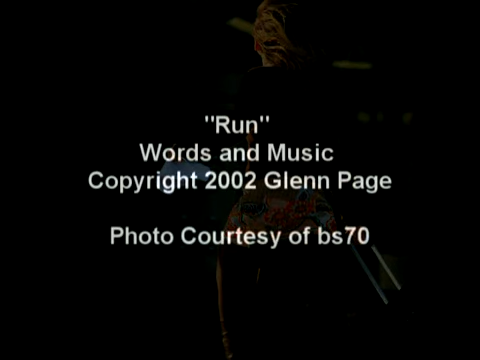 "Run"
Words and Music
Copyright 2002 Glenn Page
Photo Courtesy of bs70